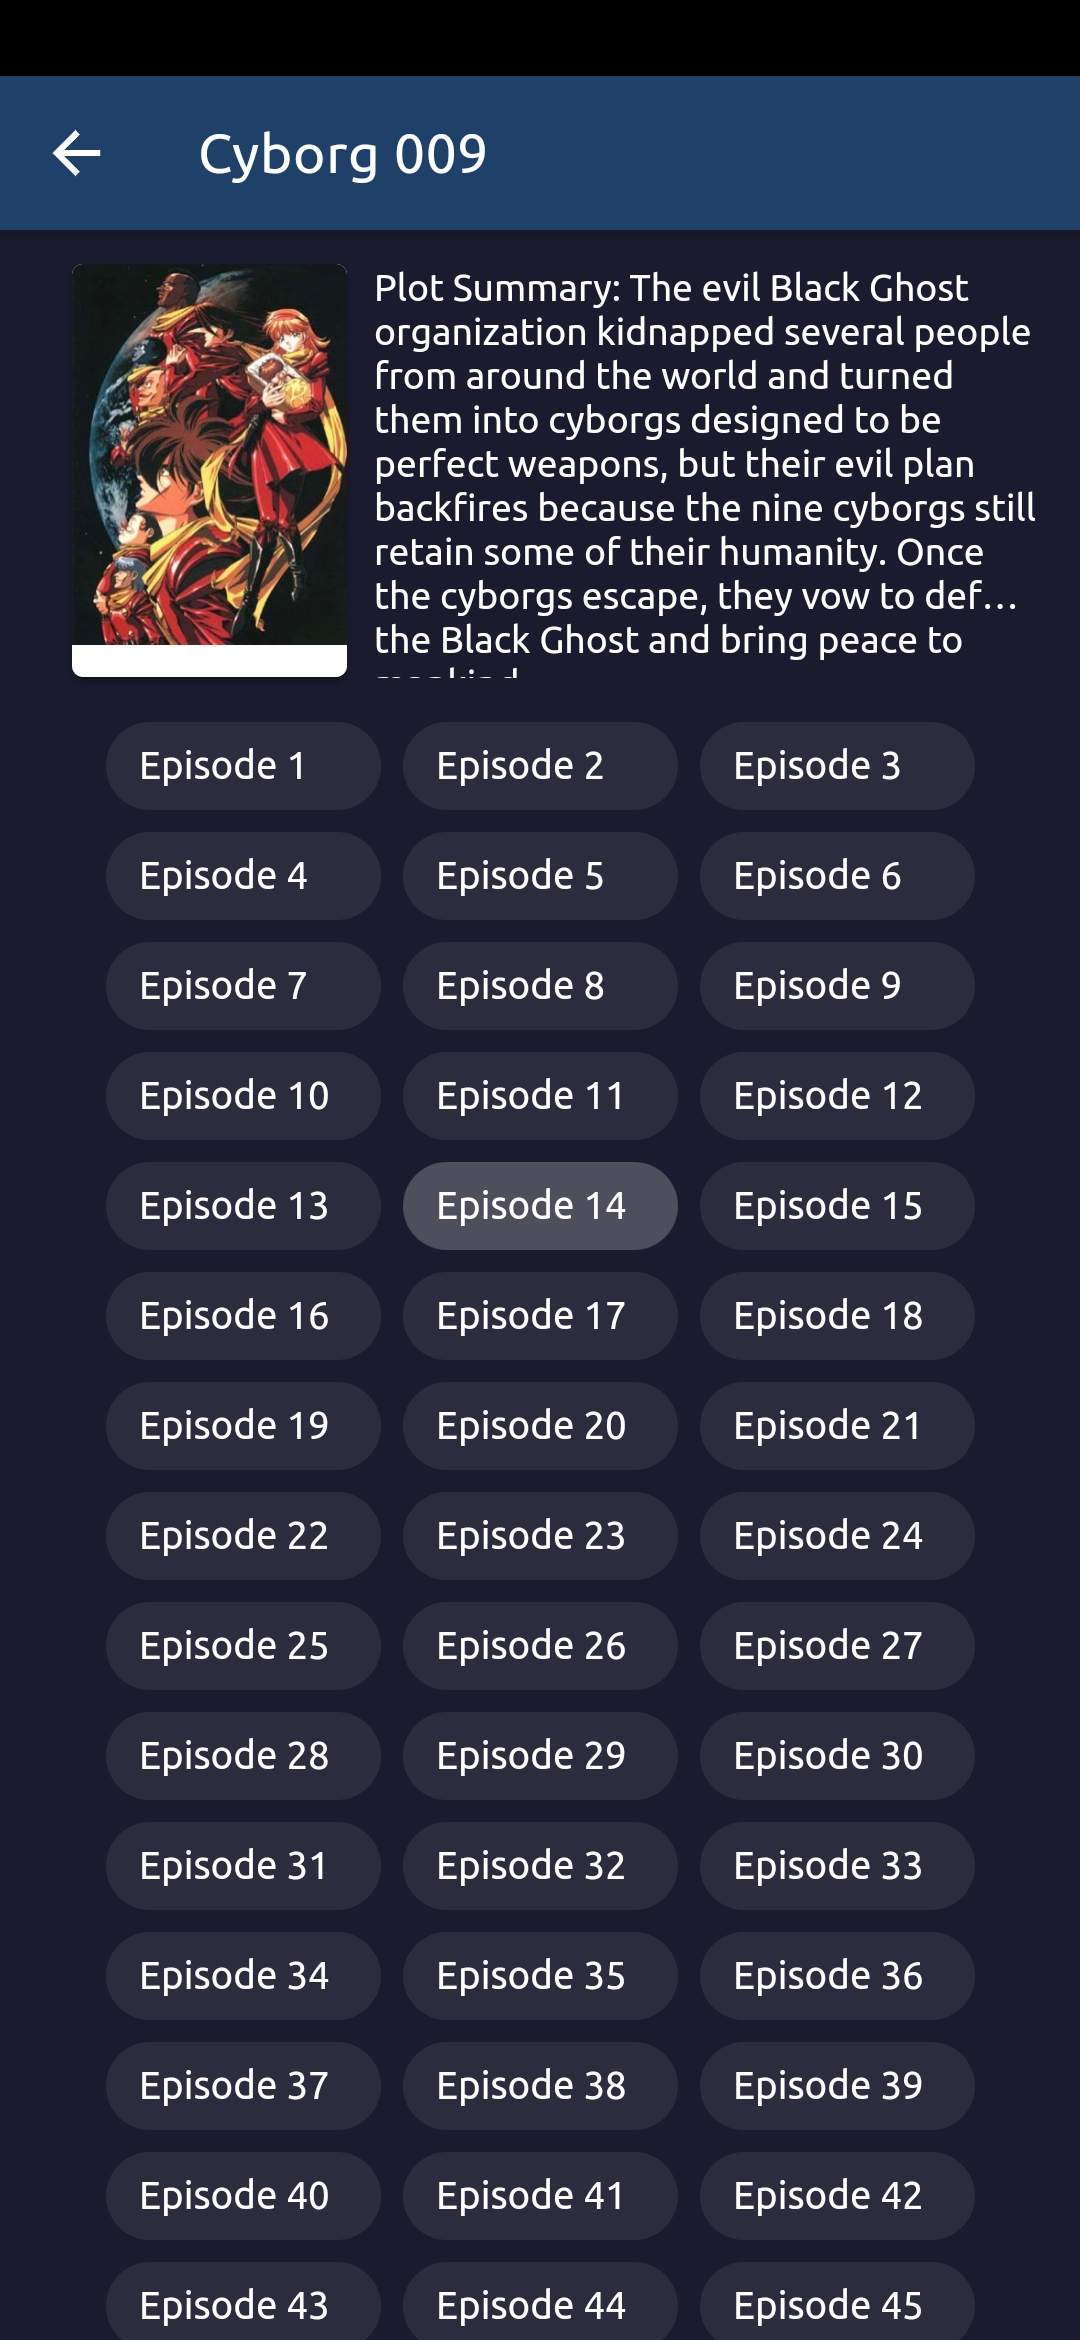 Cyborg 009
Plot Summary: The evil Black Ghost
organization kidnapped several people
from around the world and turned
them into cyborgs designed to be
perfect weapons, but their evil plan
backfires because the nine cyborgs still
retain some of their humanity. Once
the cyborgs escape, they vow to def…
the Black Ghost and bring peace to
Episode 1
Episode 2
Episode 3
Episode 4
Episode 5
Episode 6
Episode 7
Episode 8
Episode 9
Episode 10
Episode 11
Episode 12
Episode 13
Episode 14
Episode 15
Episode 16
Episode 17
Episode 18
Episode 19
Episode 20
Episode 21
Episode 22
Episode 23
Episode 24
Episode 25
Episode 26
Episode 27
Episode 28
Episode 29
Episode 30
Episode 31
Episode 32
Episode 33
Episode 34
Episode 35
Episode 36
Episode 37
Episode 38
Episode 39
Episode 40
Episode 41
Episode 42
Episode 43
Episode 44
Episode 45